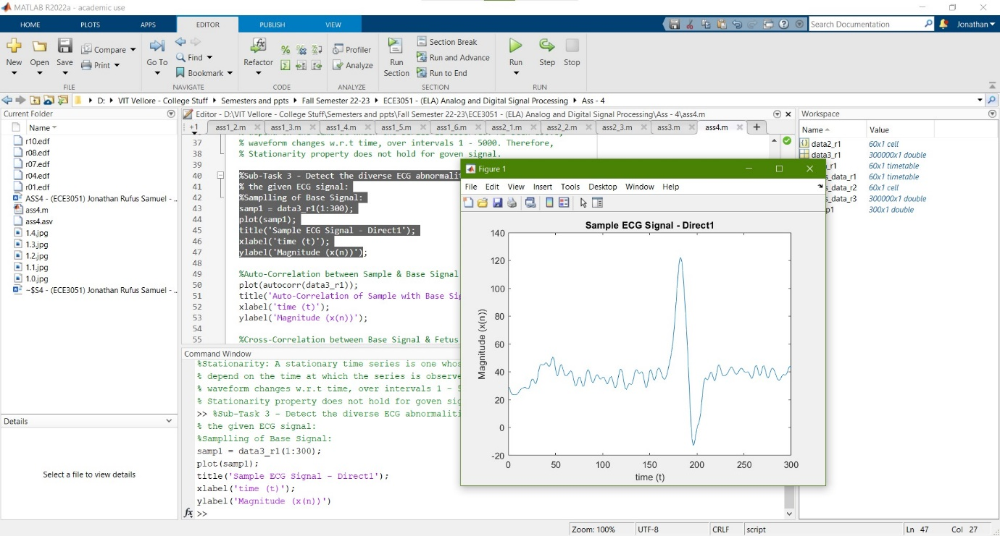 MATLAB R2022a - academic use
HOME PLOTS APPS EDITOR PUBLISH VIEW
Search Documentation
Jonathan
New Open Save Compare Print
Go To Find Bookmark
Refactor
Profiler Analyze
Run Section
Section Break
Run and Advance
Run to End
Run Step Stop
FILE NAVIGATE CODE ANALYZE SECTION RUN
D: VIT Vellore - College Stuff Semesters and ppts Fall Semester 22-23 ECE3051 - (ELA) Analog and Digital Signal Processing Ass - 4
Current Folder
Name
r10.edf
r08.edf
r07.edf
r04.edf
r01.edf
ASS4 - (ECE3051) Jonathan Rufus Samuel - ..
ass4.m
ass4.asv
1.4.jpg
1.3.jpg
1.2.jpg
1.1.jpg
1.0.jpg
~$S4 - (ECE3051) Jonathan Rufus Samuel - ..
Details
Select a file to view details
Editor - D:\VIT Vellore - College Stuff\Semesters and ppts\Fall Semester 22-23\ECE3051 - (ELA) Analog and Digital Signal Processing\Ass - 4\ass4.m
+1 ass1_2.m ass1_3.m ass1_4.m ass1_5.m ass1_6.m ass2_1.m ass2_2.m ass2_3.m ass3.m ass4.m
37 % waveform changes w.r.t time, over intervals 1 - 5000. Therefore,
38 % Stationarity property does not hold for goven signal.
39
40 %Sub-Task 3 - Detect the diverse ECG abnormalit
41 % the given ECG signal:
42 %Samplling of Base Signal:
43 samp1 = data3_r1(1:300);
44 plot(samp1);
45 title('Sample ECG Signal - Direct1');
46 xlabel('time (t)');
47 ylabel('Magnitude (x(n))');
48
49 %Auto-Correlation between Sample & Base Signal
50 plot(autocorr(data3_r1));
51 title('Auto-Correlation of Sample with Base Sig
52 xlabel('time (t)');
53 ylabel('Magnitude (x(n))');
54
55 %Cross-Correlation between Base Signal & Fetus
Command Window
%Stationarity: A stationary time series is one whos
% depend on the time at which the series is observe
% waveform changes w.r.t time, over intervals 1 - 5
% Stationarity property does not hold for goven sig
>> %Sub-Task 3 - Detect the diverse ECG abnormaliti
% the given ECG signal:
%Samplling of Base Signal:
samp1 = data3_r1(1:300);
plot(samp1);
title('Sample ECG Signal - Direct1');
xlabel('time (t)');
ylabel('Magnitude (x(n))')
fx >>
Figure 1
File Edit View Insert Tools Desktop Window Help
Sample ECG Signal - Direct1
140
120
100
80
60
40
20
0
-20
Magnitude (x(n))
0 50 100 150 200 250 300
time (t)
Workspace
Name Value
data2_r1 60x1 cell
data3_r1 300000x1 double
_r1 60x1 timetable
s_data_r1 60x1 timetable
s_data_r2 60x1 cell
s_data_r3 300000x1 double
p1 300x1 double
Zoom: 100% UTF-8 CRLF script Ln 47 Col 27